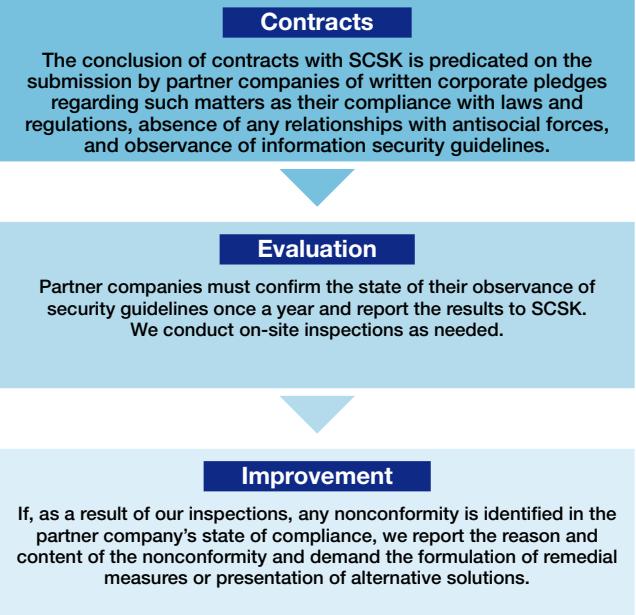 Contracts
The conclusion of contracts with SCSK is predicated on the
submission by partner companies of written corporate pledges
regarding such matters as their compliance with laws and
regulations, absence of any relationships with antisocial forces,
and observance of information security guidelines.
Evaluation
Partner companies must confirm the state of their observance of
security guidelines once a year and report the results to SCSK.
We conduct on-site inspections as needed.
Improvement
If, as a result of our inspections, any nonconformity is identified in the
partner company’s state of compliance, we report the reason and
content of the nonconformity and demand the formulation of remedial
measures or presentation of alternative solutions.